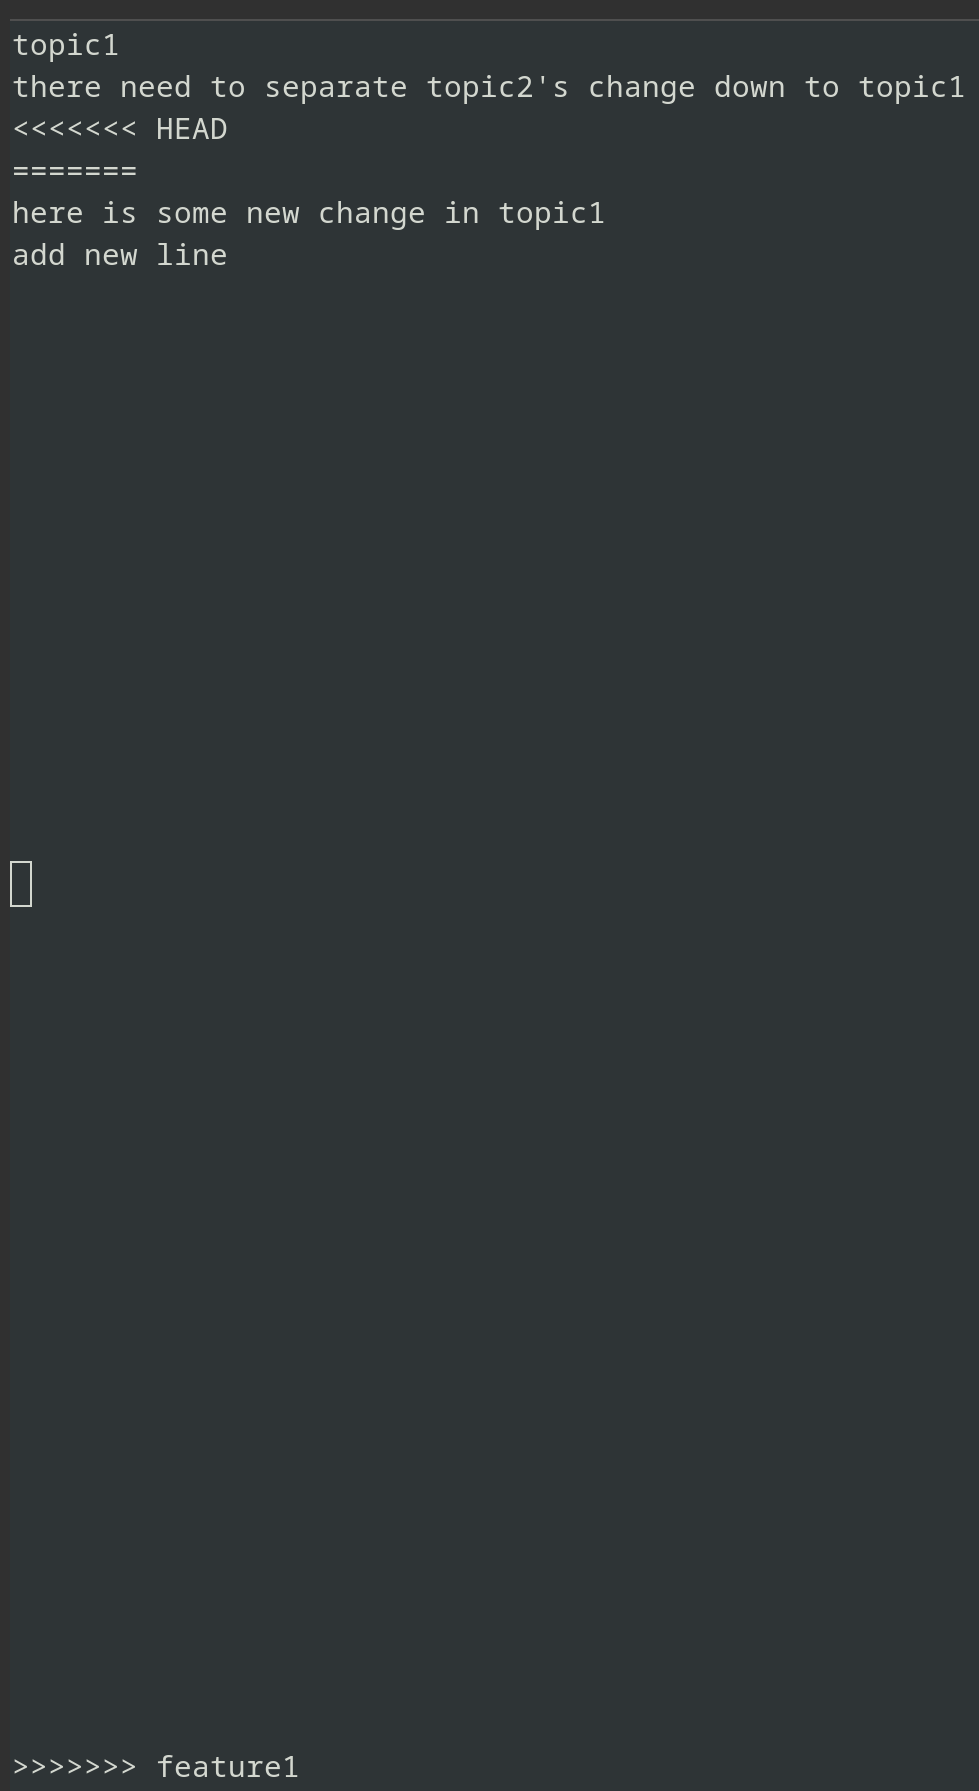 topic1
there need to separate topic2's change down to topic1
<<<<<<< HEAD
=======
here is some new change in topic1
add new line
>>>>>>> feature1